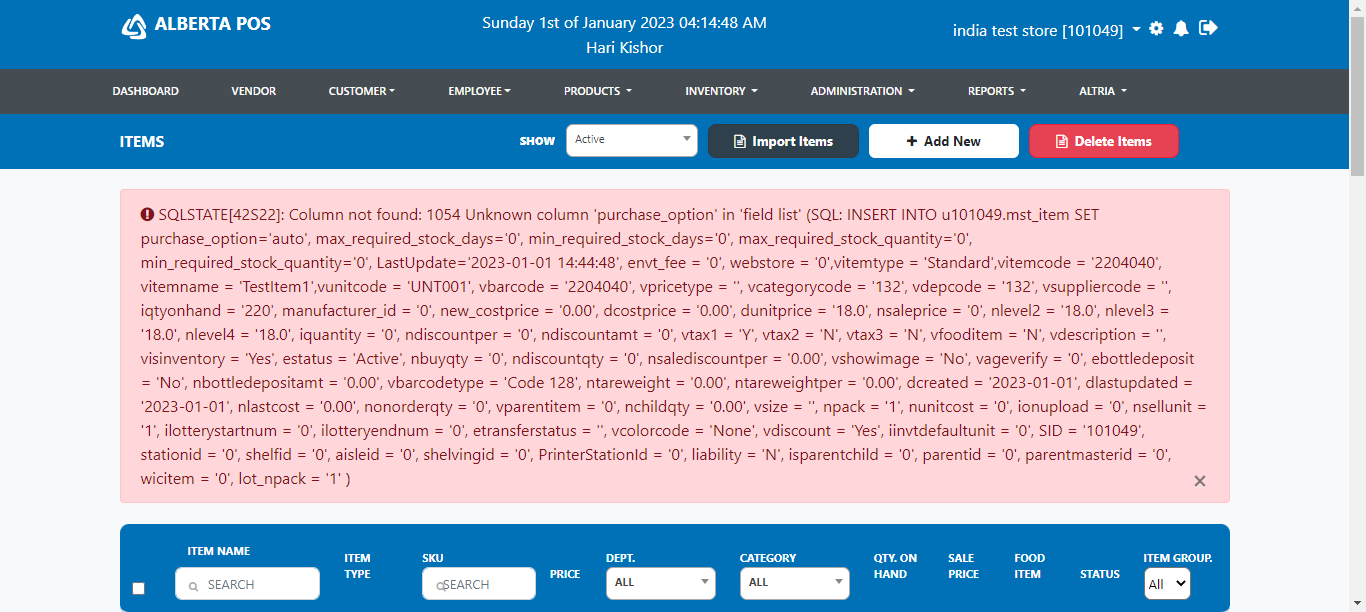 ALBERTA POS
Sunday 1st of January 2023 04:14:48 AM
Hari Kishor
india test store [101049]
DASHBOARD VENDOR CUSTOMER EMPLOYEE PRODUCTS INVENTORY ADMINISTRATION REPORTS ALTRIA
ITEMS SHOW Active Import Items + Add New Delete Items
SQLSTATE[42S22]: Column not found: 1054 Unknown column 'purchase_option' in 'field list' (SQL: INSERT INTO u101049.mst_item SET
purchase_option='auto', max_required_stock_days='0', min_required_stock_days='0', max_required_stock_quantity='0',
min_required_stock_quantity='0', LastUpdate='2023-01-01 14:44:48', envt_fee = '0', webstore = '0',vitemtype = 'Standard',vitemcode = '2204040',
vitemname = 'TestItem1',vunitcode = 'UNT001', vbarcode = '2204040', vpricetype = '', vcategorycode = '132', vdepcode = '132', vsuppliercode = '',
iqtyonhand = '220', manufacturer_id = '0', new_costprice = '0.00', dcostprice = '0.00', dunitprice = '18.0', nsaleprice = '0', nlevel2 = '18.0', nlevel3 =
'18.0', nlevel4 = '18.0', iquantity = '0', ndiscountper = '0', ndiscountamt = '0', vtax1 = 'Y', vtax2 = 'N', vtax3 = 'N', vfooditem = 'N', vdescription = '',
visinventory = 'Yes', estatus = 'Active', nbuyqty = '0', ndiscountqty = '0', nsalediscountper = '0.00', vshowimage = 'No', vageverify = '0', ebottledeposit
= 'No', nbottledepositamt = '0.00', vbarcodetype = 'Code 128', ntareweight = '0.00', ntareweightper = '0.00', dcreated = '2023-01-01', dlastupdated =
'2023-01-01', nlastcost = '0.00', nonorderqty = '0', vparentitem = '0', nchildqty = '0.00', vsize = '', npack = '1', nunitcost = '0', ionupload = '0', nsellunit =
'1', ilotterystartnum = '0', ilotteryendnum = '0', etransferstatus = '', vcolorcode = 'None', vdiscount = 'Yes', iinvtdefaultunit = '0', SID = '101049',
stationid = '0', shelfid = '0', aisleid = '0', shelvingid = '0', PrinterStationId = '0', liability = 'N', isparentchild = '0', parentid = '0', parentmasterid = '0',
wicitem = '0', lot_npack = '1' )
×
ITEM NAME
SEARCH
ITEM
TYPE
SKU
SEARCH
PRICE
DEPT.
ALL
CATEGORY
ALL
QTY. ON
HAND
SALE
PRICE
FOOD
ITEM
STATUS
ITEM GROUP.
All